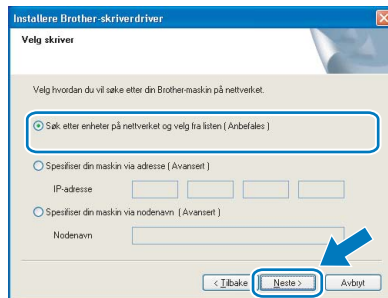 Installere Brother-skriverdriver
Velg skriver
Velg hvordan du vil søke etter din Brother-maskin på nettverket.
Søk etter enheter på nettverket og velg fra listen ( Anbefales )
Spesifiser din maskin via adresse ( Avansert )
IP-adresse
Spesifiser din maskin via nodenavn ( Avansert )
Nodenavn
< Tilbake Neste > Avbryt